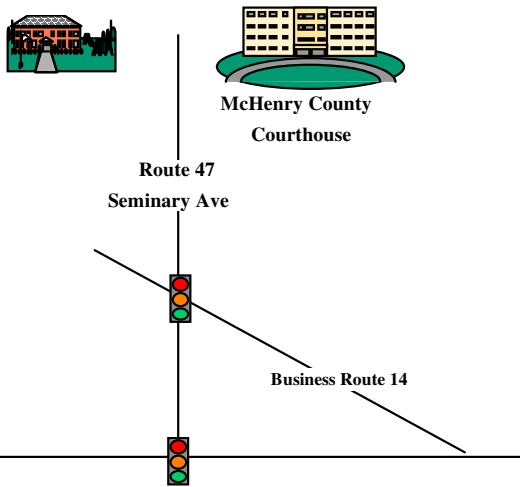 McHenry County
Courthouse
Route 47
Seminary Ave
Business Route 14